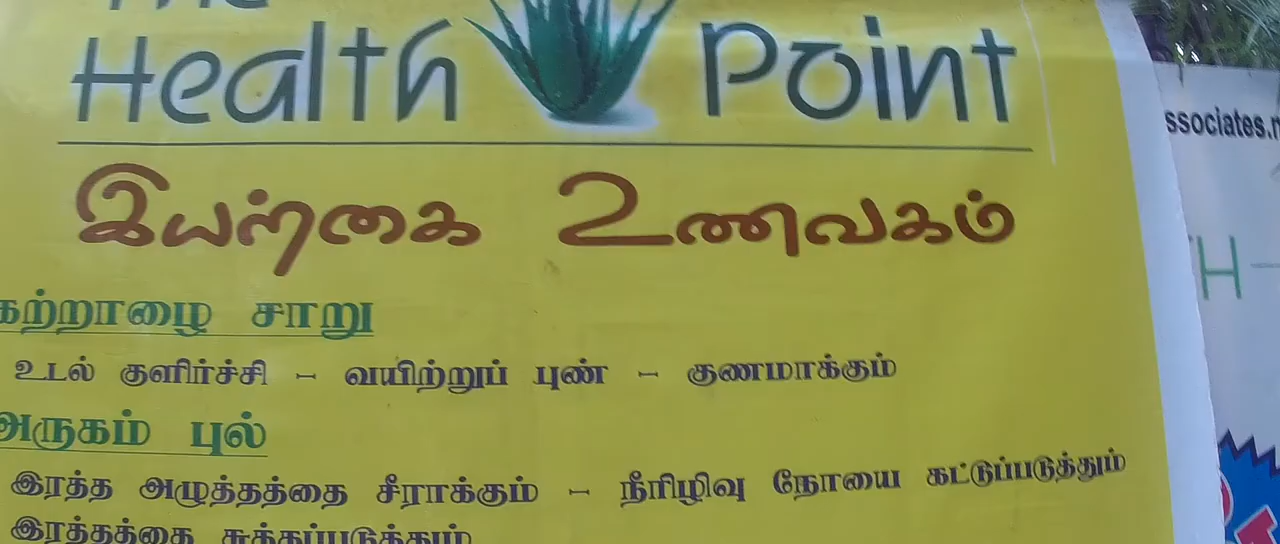 The
Health Point
இயற்கை உணவகம்
கற்றாழை சாறு
உடல் குளிர்ச்சி - வயிற்றுப் புண் - குணமாக்கும்
அருகம் புல்
இரத்த அழுத்தத்தை சீராக்கும் - நீரிழிவு நோயை கட்டுப்படுத்தும்
இரத்தத்தை சுத்தப்படுத்தும்